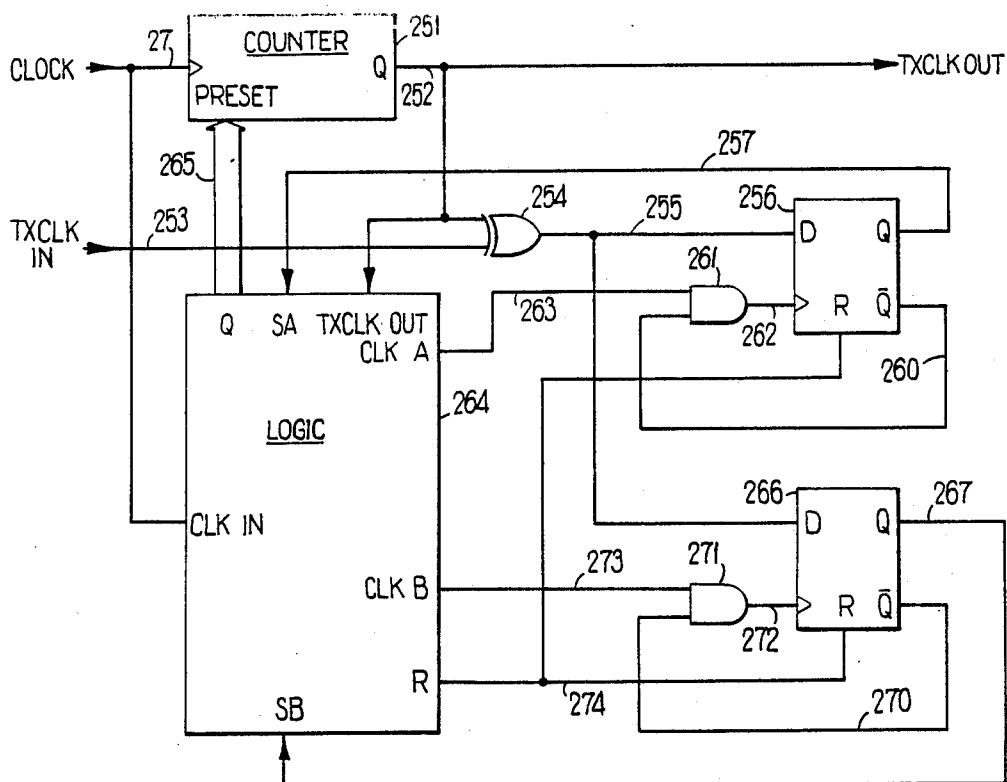 27
COUNTER
251
CLOCK
Q
252
TXCLK OUT
PRESET
265
257
253
254
255
256
TXCLK
IN
D
Q
261
263
262
R
Q̅
260
Q
SA
TXCLK OUT
CLK A
264
LOGIC
266
267
D
Q
CLK IN
271
CLK B
273
272
R
Q̅
R
274
270
SB